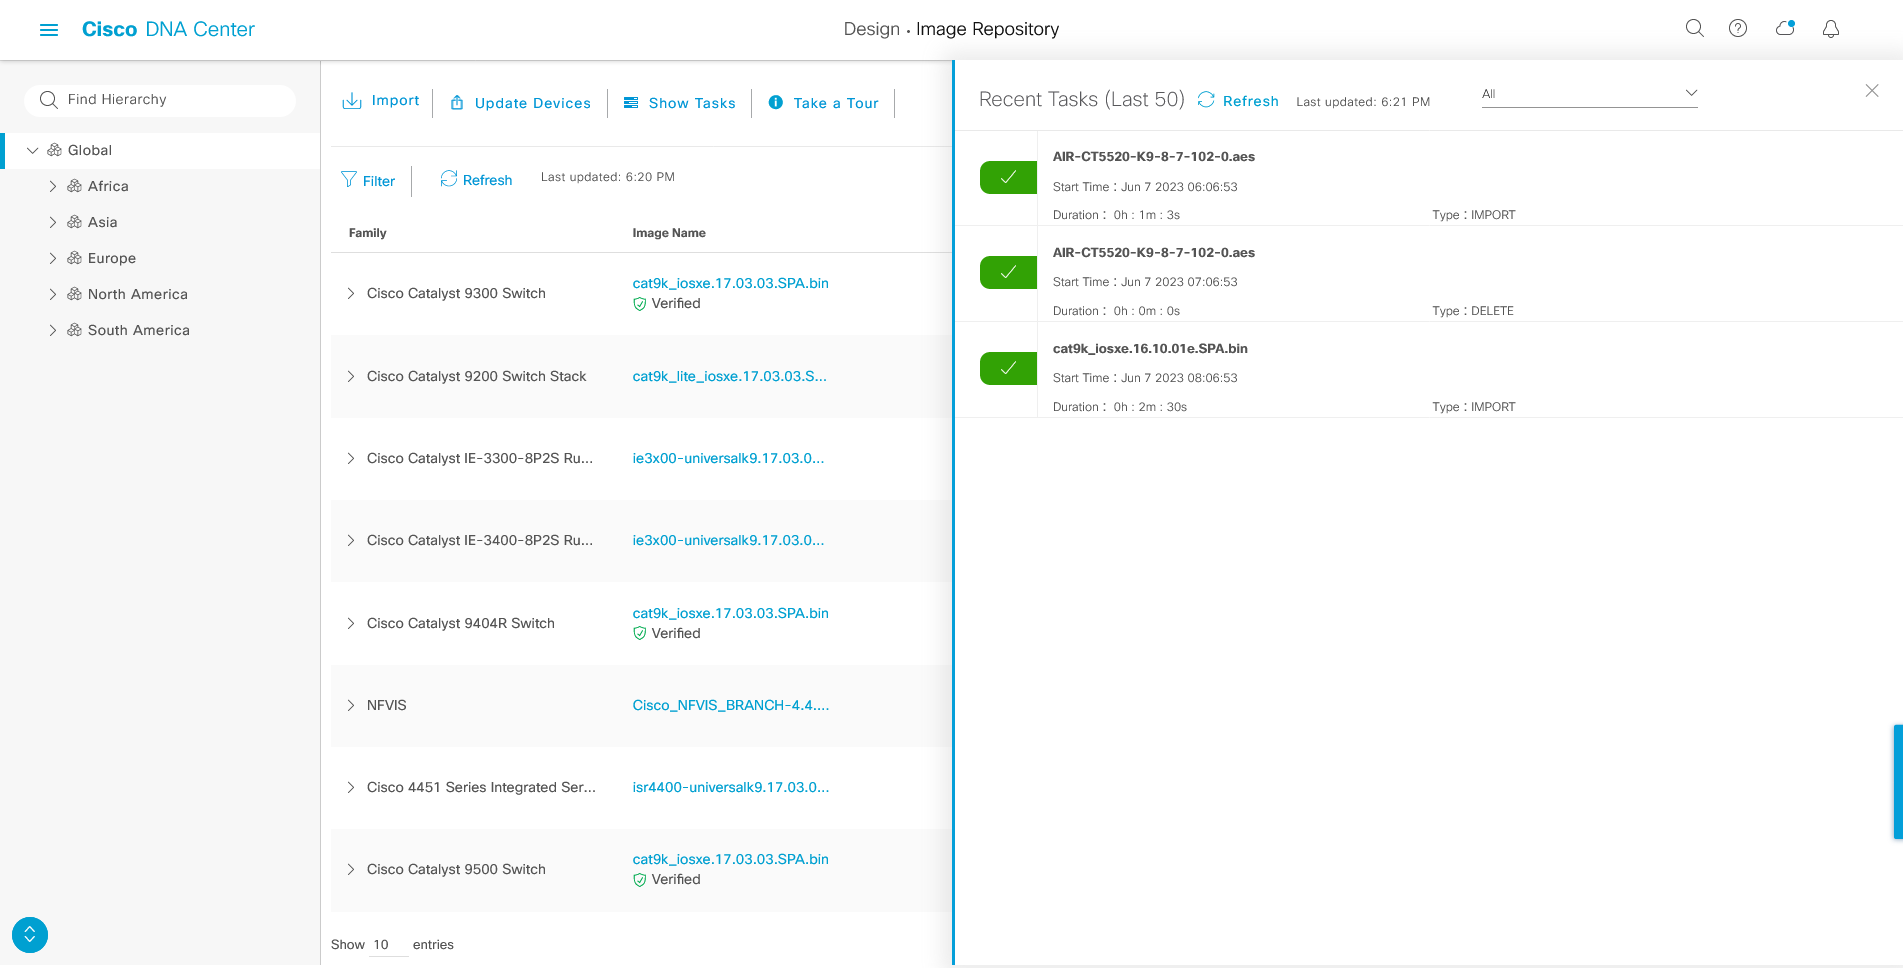 Cisco DNA Center
Design • Image Repository
Find Hierarchy
Global
Africa
Asia
Europe
North America
South America
Import
Update Devices
Show Tasks
Take a Tour
Filter
Refresh
Last updated: 6:20 PM
Family Image Name
Cisco Catalyst 9300 Switch
cat9k_iosxe.17.03.03.SPA.bin
Verified
Cisco Catalyst 9200 Switch Stack
cat9k_lite_iosxe.17.03.03.S...
Cisco Catalyst IE-3300-8P2S Ru...
ie3x00-universalk9.17.03.0...
Cisco Catalyst IE-3400-8P2S Ru...
ie3x00-universalk9.17.03.0...
Cisco Catalyst 9404R Switch
cat9k_iosxe.17.03.03.SPA.bin
Verified
NFVIS
Cisco_NFVIS_BRANCH-4.4....
Cisco 4451 Series Integrated Ser...
isr4400-universalk9.17.03.0...
Cisco Catalyst 9500 Switch
cat9k_iosxe.17.03.03.SPA.bin
Verified
Show 10 entries
Recent Tasks (Last 50)
Refresh
Last updated: 6:21 PM
All
AIR-CT5520-K9-8-7-102-0.aes
Start Time : Jun 7 2023 06:06:53
Duration : 0h : 1m : 3s
Type : IMPORT
AIR-CT5520-K9-8-7-102-0.aes
Start Time : Jun 7 2023 07:06:53
Duration : 0h : 0m : 0s
Type : DELETE
cat9k_iosxe.16.10.01e.SPA.bin
Start Time : Jun 7 2023 08:06:53
Duration : 0h : 2m : 30s
Type : IMPORT